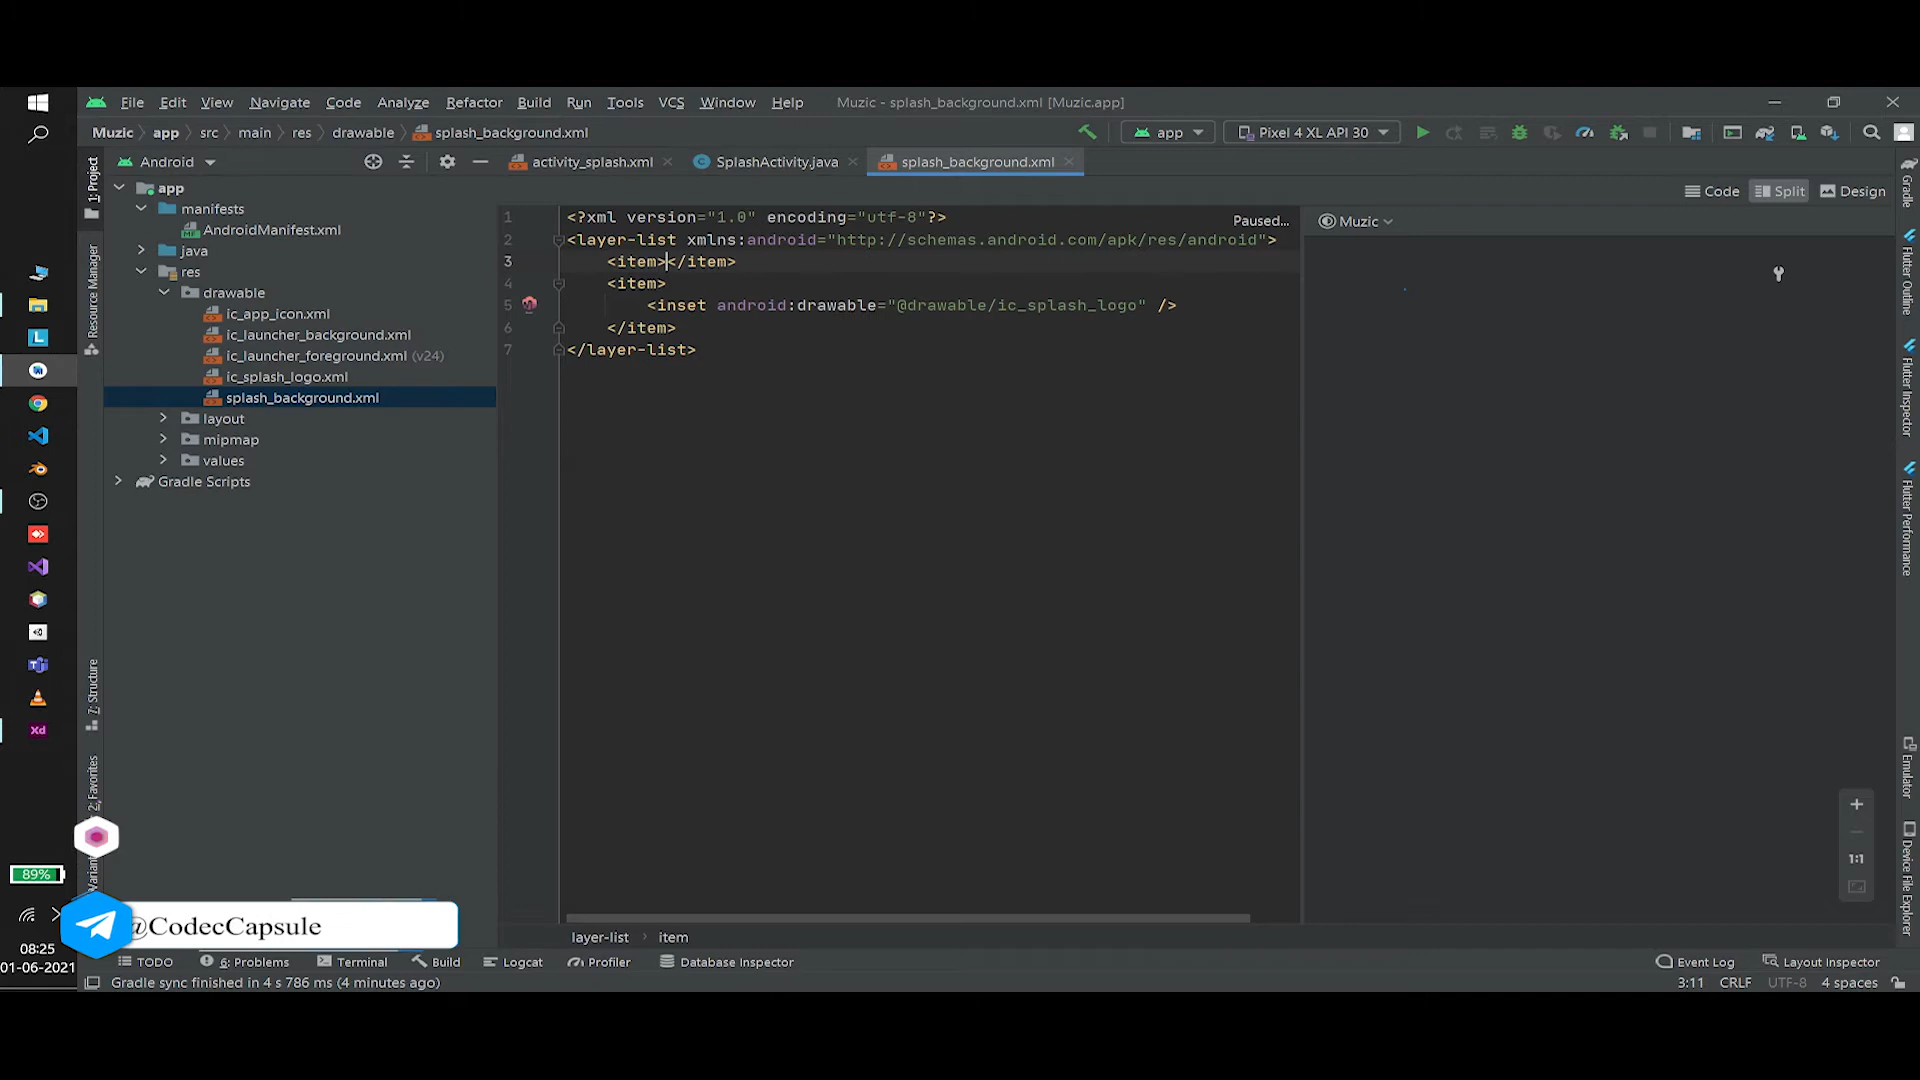 File Edit View Navigate Code Analyze Refactor Build Run Tools VCS Window Help Muzic - splash_background.xml [Muzic.app]
Muzic app src main res drawable splash_background.xml app Pixel 4 XL API 30
Android activity_splash.xml SplashActivity.java splash_background.xml
Code Split Design
1: Project
Resource Manager
7: Structure
2: Favorites
app
manifests
AndroidManifest.xml
java
res
drawable
ic_app_icon.xml
ic_launcher_background.xml
ic_launcher_foreground.xml (v24)
ic_splash_logo.xml
splash_background.xml
layout
mipmap
values
Gradle Scripts
1 <?xml version="1.0" encoding="utf-8"?>
2 <layer-list xmlns:android="http://schemas.android.com/apk/res/android">
3 <item></item>
4 <item>
5 <inset android:drawable="@drawable/ic_splash_logo" />
6 </item>
7 </layer-list>
Paused...
Muzic
1:1
Gradle
Flutter Outline
Flutter Inspector
Flutter Performance
Emulator
Device File Explorer
Xd
89%
@CodecCapsule
08:25
01-06-2021
layer-list item
TODO 6: Problems Terminal Build Logcat Profiler Database Inspector Event Log Layout Inspector
Gradle sync finished in 4 s 786 ms (4 minutes ago) 3:11 CRLF UTF-8 4 spaces